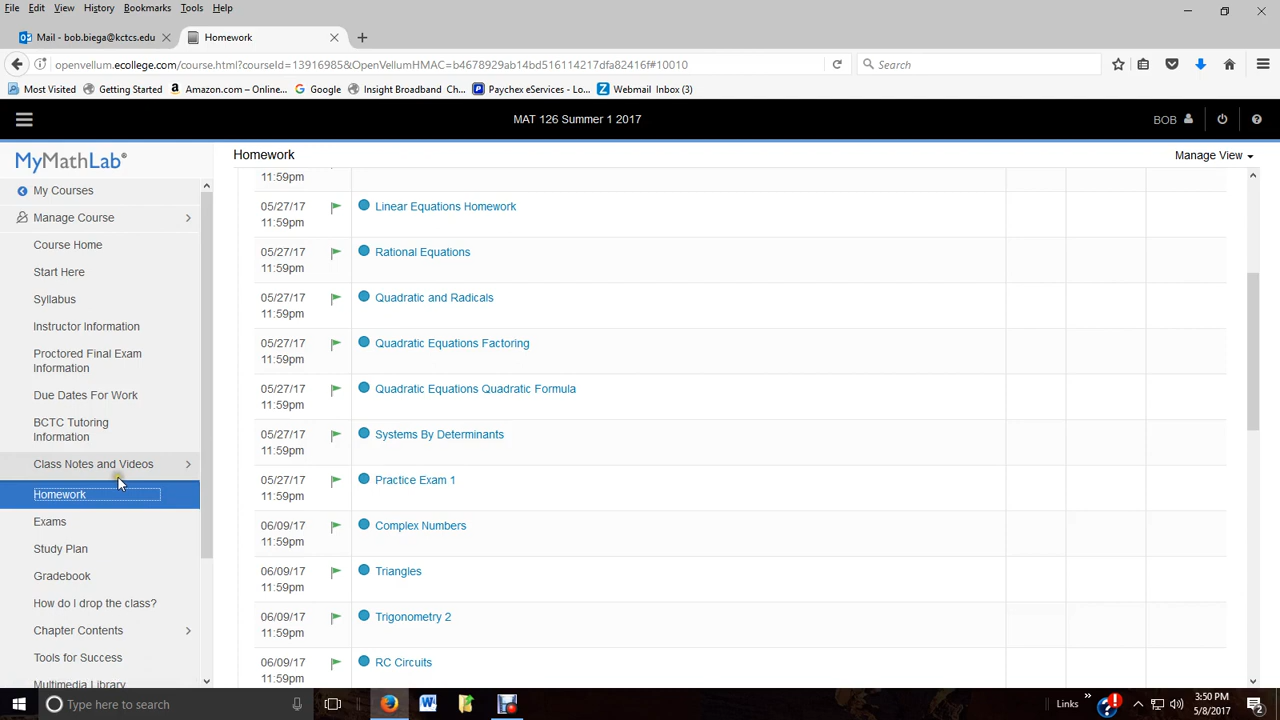 File Edit View History Bookmarks Tools Help
Mail - bob.biega@kctcs.edu
Homework
openvellum.ecollege.com/course.html?courseId=13916985&OpenVellumHMAC=b4678929ab14bd516114217dfa82416f#10010
Search
Most Visited Getting Started Amazon.com – Online... Google Insight Broadband Ch... Paychex eServices - Lo... Webmail Inbox (3)
MAT 126 Summer 1 2017
BOB
MyMathLab®
Homework
Manage View
My Courses
Manage Course
Course Home
Start Here
Syllabus
Instructor Information
Proctored Final Exam
Information
Due Dates For Work
BCTC Tutoring
Information
Class Notes and Videos
Homework
Exams
Study Plan
Gradebook
How do I drop the class?
Chapter Contents
Tools for Success
Multimedia Library
11:59pm
05/27/17 Linear Equations Homework
11:59pm
05/27/17 Rational Equations
11:59pm
05/27/17 Quadratic and Radicals
11:59pm
05/27/17 Quadratic Equations Factoring
11:59pm
05/27/17 Quadratic Equations Quadratic Formula
11:59pm
05/27/17 Systems By Determinants
11:59pm
05/27/17 Practice Exam 1
11:59pm
06/09/17 Complex Numbers
11:59pm
06/09/17 Triangles
11:59pm
06/09/17 Trigonometry 2
11:59pm
06/09/17 RC Circuits
11:59pm
Type here to search
Links
3:50 PM
5/8/2017
2